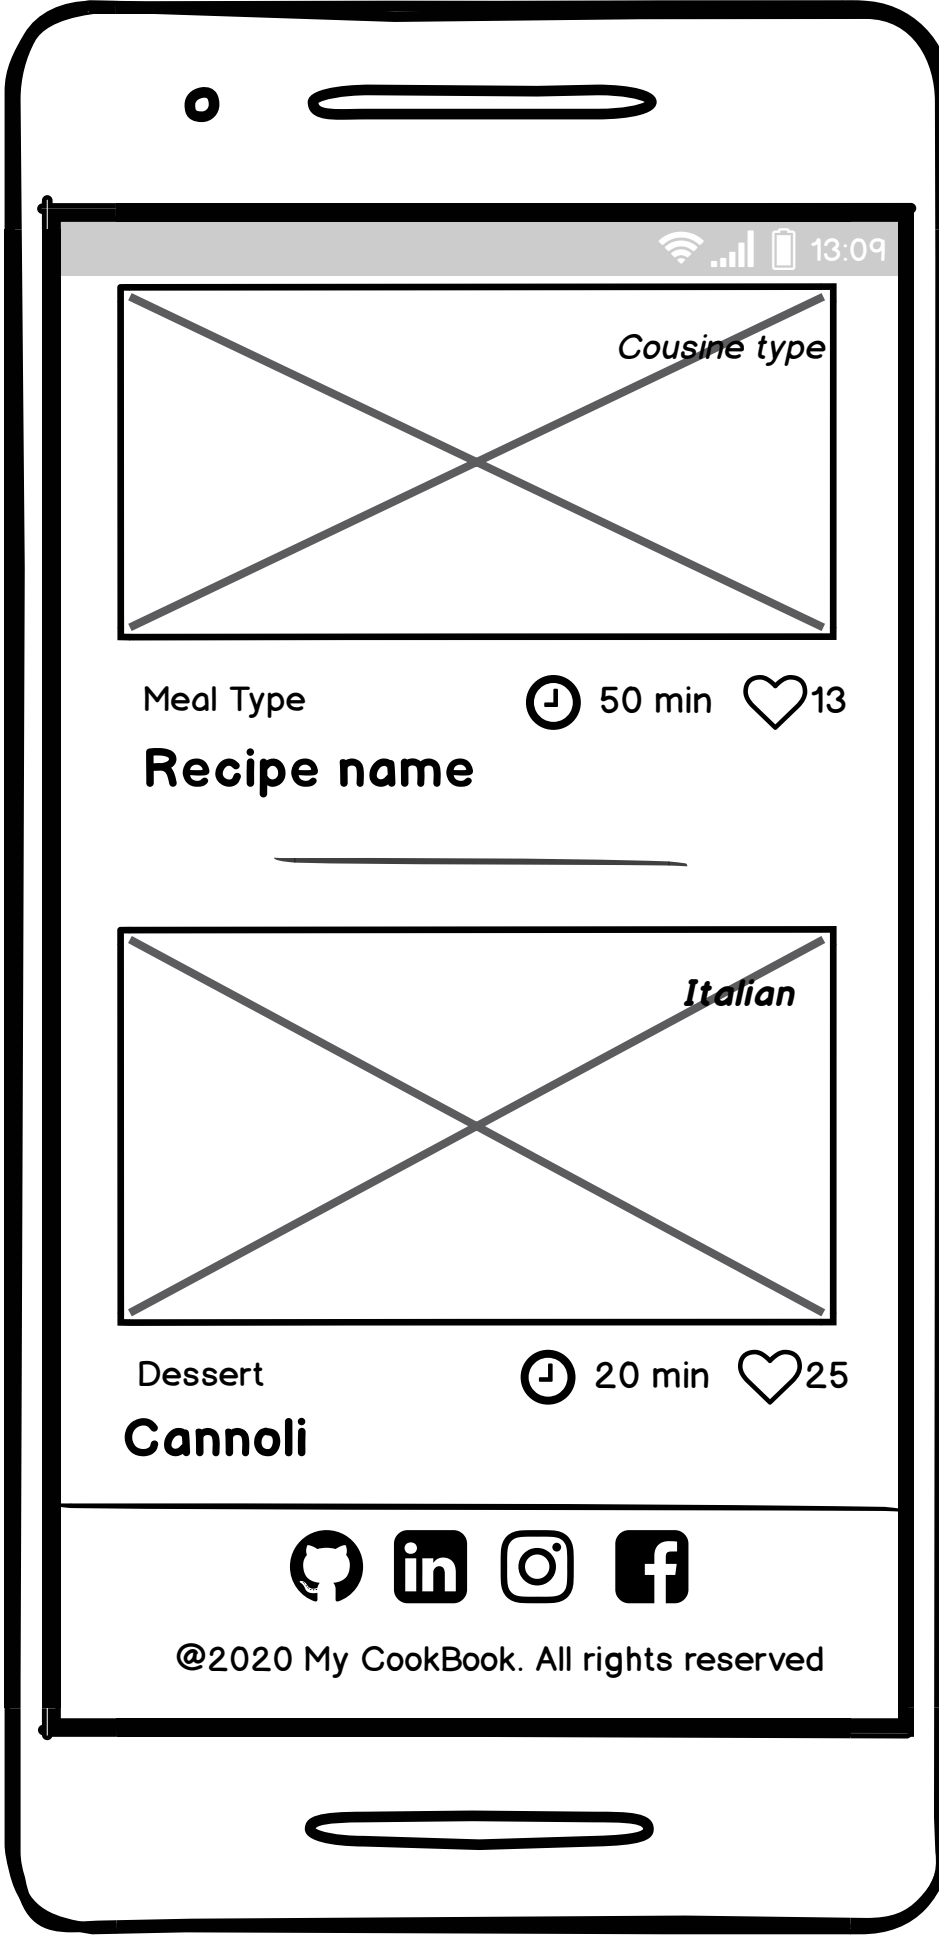 13:09
Cousine type
Meal Type 50 min 13
Recipe name
Italian
Dessert 20 min 25
Cannoli
in f
@2020 My CookBook. All rights reserved